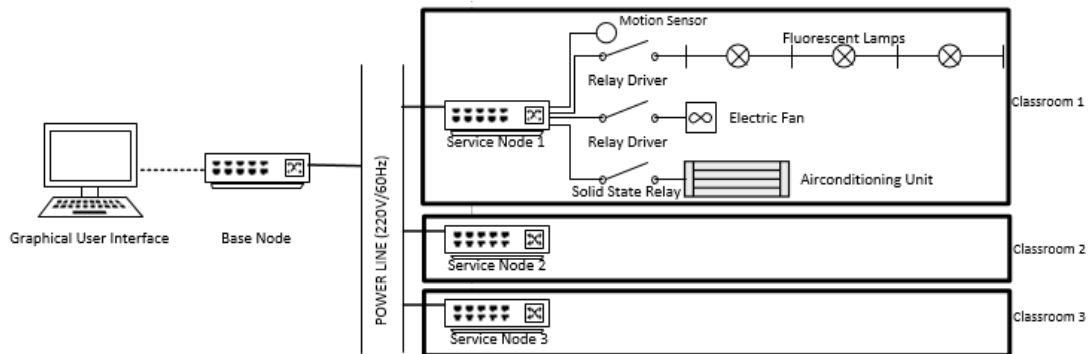 Motion Sensor
Fluorescent Lamps
Relay Driver
Classroom 1
Service Node 1
Electric Fan
Relay Driver
Solid State Relay
Airconditioning Unit
Graphical User Interface
Base Node
POWER LINE (220V/60Hz)
Service Node 2
Classroom 2
Service Node 3
Classroom 3